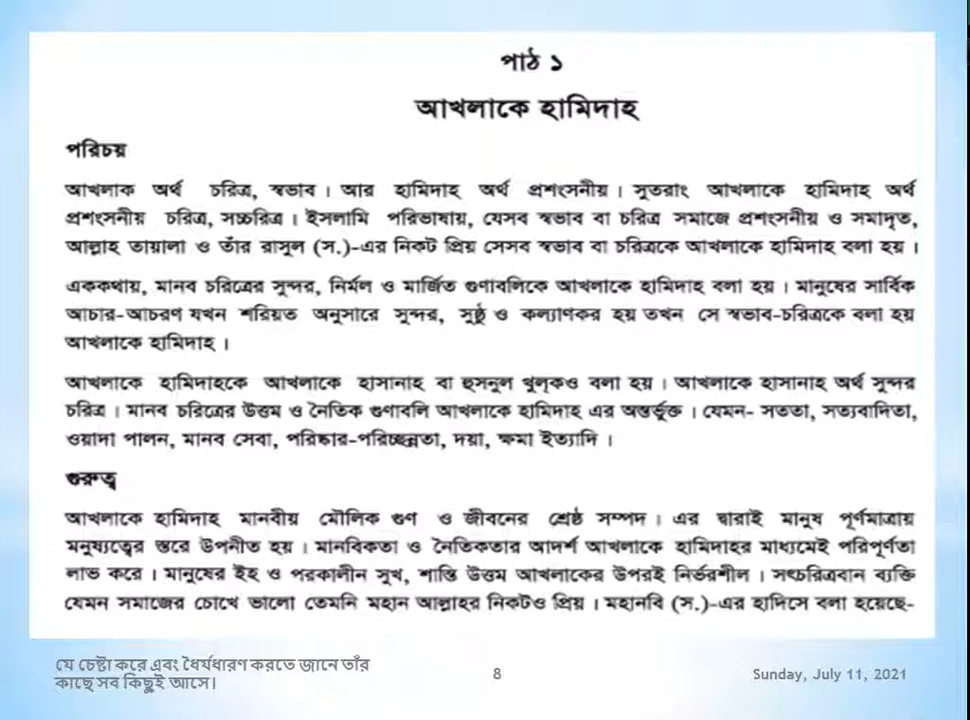 পাঠ ১
আখলাকে হামিদাহ
পরিচয়
আখলাক অর্থ চরিত্র, স্বভাব। আর হামিদাহ অর্থ প্রশংসনীয়। সুতরাং আখলাকে হামিদাহ অর্থ
প্রশংসনীয় চরিত্র, সচ্চরিত্র। ইসলামি পরিভাষায়, যেসব স্বভাব বা চরিত্র সমাজে প্রশংসনীয় ও সমাদৃত,
আল্লাহ তায়ালা ও তাঁর রাসুল (স.)-এর নিকট প্রিয় সেসব স্বভাব বা চরিত্রকে আখলাকে হামিদাহ বলা হয়।
এককথায়, মানব চরিত্রের সুন্দর, নির্মল ও মার্জিত গুণাবলিকে আখলাকে হামিদাহ বলা হয়। মানুষের সার্বিক
আচার-আচরণ যখন শরিয়ত অনুসারে সুন্দর, সুষ্ঠু ও কল্যাণকর হয় তখন সে স্বভাব-চরিত্রকে বলা হয়
আখলাকে হামিদাহ।
আখলাকে হামিদাহকে আখলাকে হাসানাহ বা হুসনুল খুল্‌কও বলা হয়। আখলাকে হাসানাহ অর্থ সুন্দর
চরিত্র। মানব চরিত্রের উত্তম ও নৈতিক গুণাবলি আখলাকে হামিদাহ এর অন্তর্ভুক্ত। যেমন- সততা, সত্যবাদিতা,
ওয়াদা পালন, মানব সেবা, পরিষ্কার-পরিচ্ছন্নতা, দয়া, ক্ষমা ইত্যাদি।
গুরুত্ব
আখলাকে হামিদাহ মানবীয় মৌলিক গুণ ও জীবনের শ্রেষ্ঠ সম্পদ। এর দ্বারাই মানুষ পূর্ণমাত্রায়
মনুষ্যত্বের স্তরে উপনীত হয়। মানবিকতা ও নৈতিকতার আদর্শ আখলাকে হামিদাহর মাধ্যমেই পরিপূর্ণতা
লাভ করে। মানুষের ইহ ও পরকালীন সুখ, শান্তি উত্তম আখলাকের উপরই নির্ভরশীল। সৎচরিত্রবান ব্যক্তি
যেমন সমাজের চোখে ভালো তেমনি মহান আল্লাহর নিকটও প্রিয়। মহানবি (স.)-এর হাদিসে বলা হয়েছে-
যে চেষ্টা করে এবং ধৈর্যধারণ করতে জানে তাঁর
কাছে সব কিছুই আসে।
8
Sunday, July 11, 2021